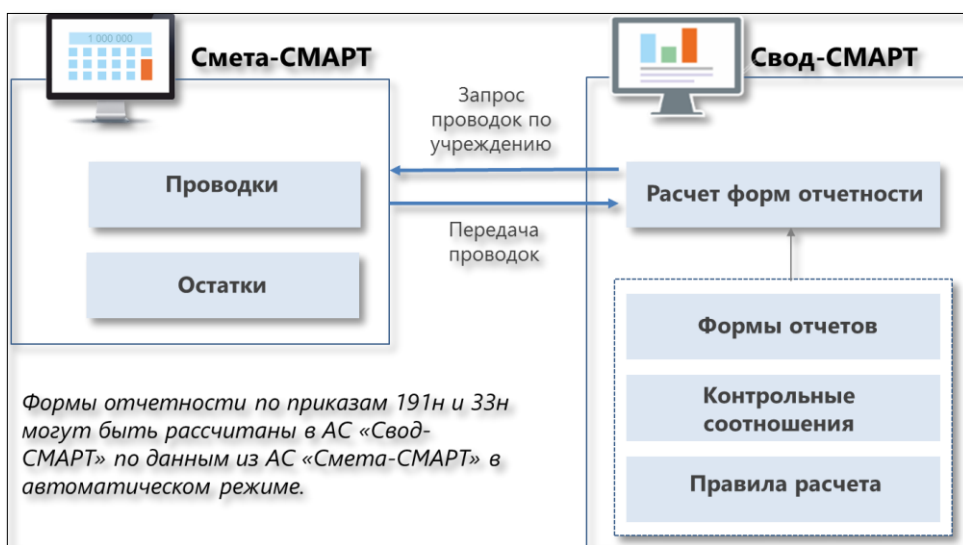 1 000 000
Смета-СМАРТ
Свод-СМАРТ
Запрос
проводок по
учреждению
Проводки
Расчет форм отчетности
Передача
проводок
Остатки
Формы отчетов
Контрольные
соотношения
Правила расчета
Формы отчетности по приказам 191н и 33н
могут быть рассчитаны в АС «Свод-
СМАРТ» по данным из АС «Смета-СМАРТ» в
автоматическом режиме.